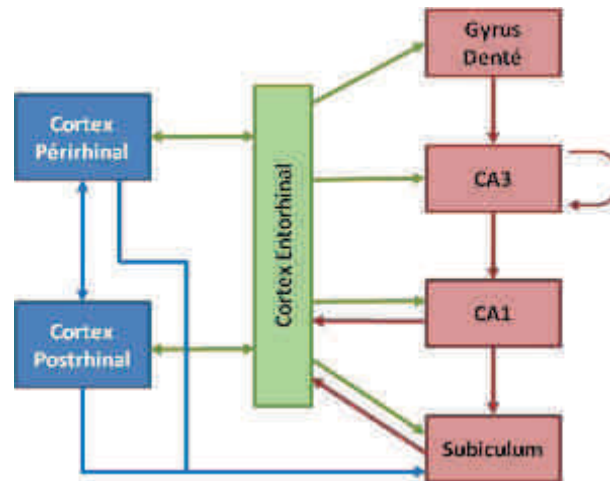 Gyrus
Denté
Cortex
Périrhinal
CA3
Cortex Entorhinal
CA1
Cortex
Postrhinal
Subiculum